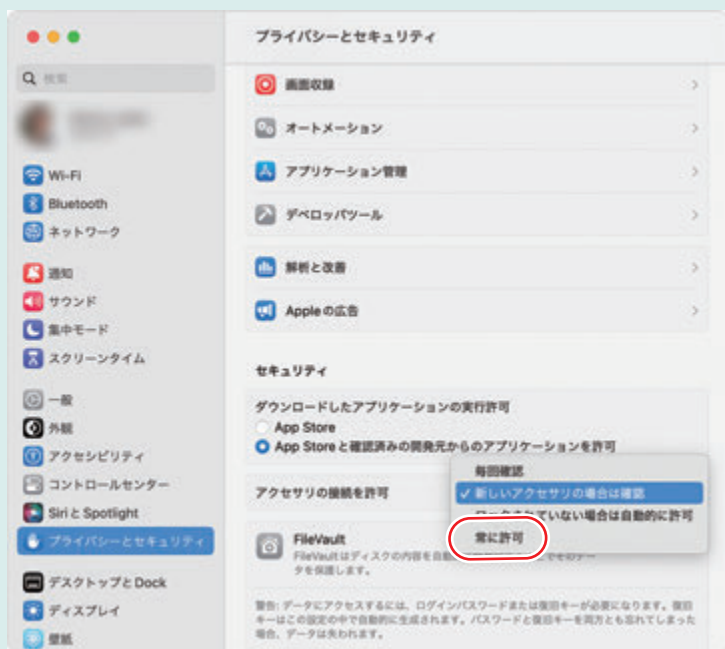 プライバシーとセキュリティ
検索
Wi-Fi
Bluetooth
ネットワーク
通知
サウンド
集中モード
スクリーンタイム
一般
外観
アクセシビリティ
コントロールセンター
Siri と Spotlight
プライバシーとセキュリティ
デスクトップと Dock
ディスプレイ
壁紙
画面収録
オートメーション
アプリケーション管理
デベロッパツール
解析と改善
Apple の広告
セキュリティ
ダウンロードしたアプリケーションの実行許可
App Store
App Store と確認済みの開発元からのアプリケーションを許可
アクセサリの接続を許可
毎回確認
✓ 新しいアクセサリの場合は確認
ロックされていない場合は自動的に許可
常に許可
FileVault
FileVault はディスクの内容を自動
でそのデー
タを保護します。
警告: データにアクセスするには、ログインパスワードまたは復旧キーが必要になります。復旧
キーはこの設定の中で自動的に生成されます。パスワードと復旧キーを両方とも忘れてしまった
場合、データは失われます。